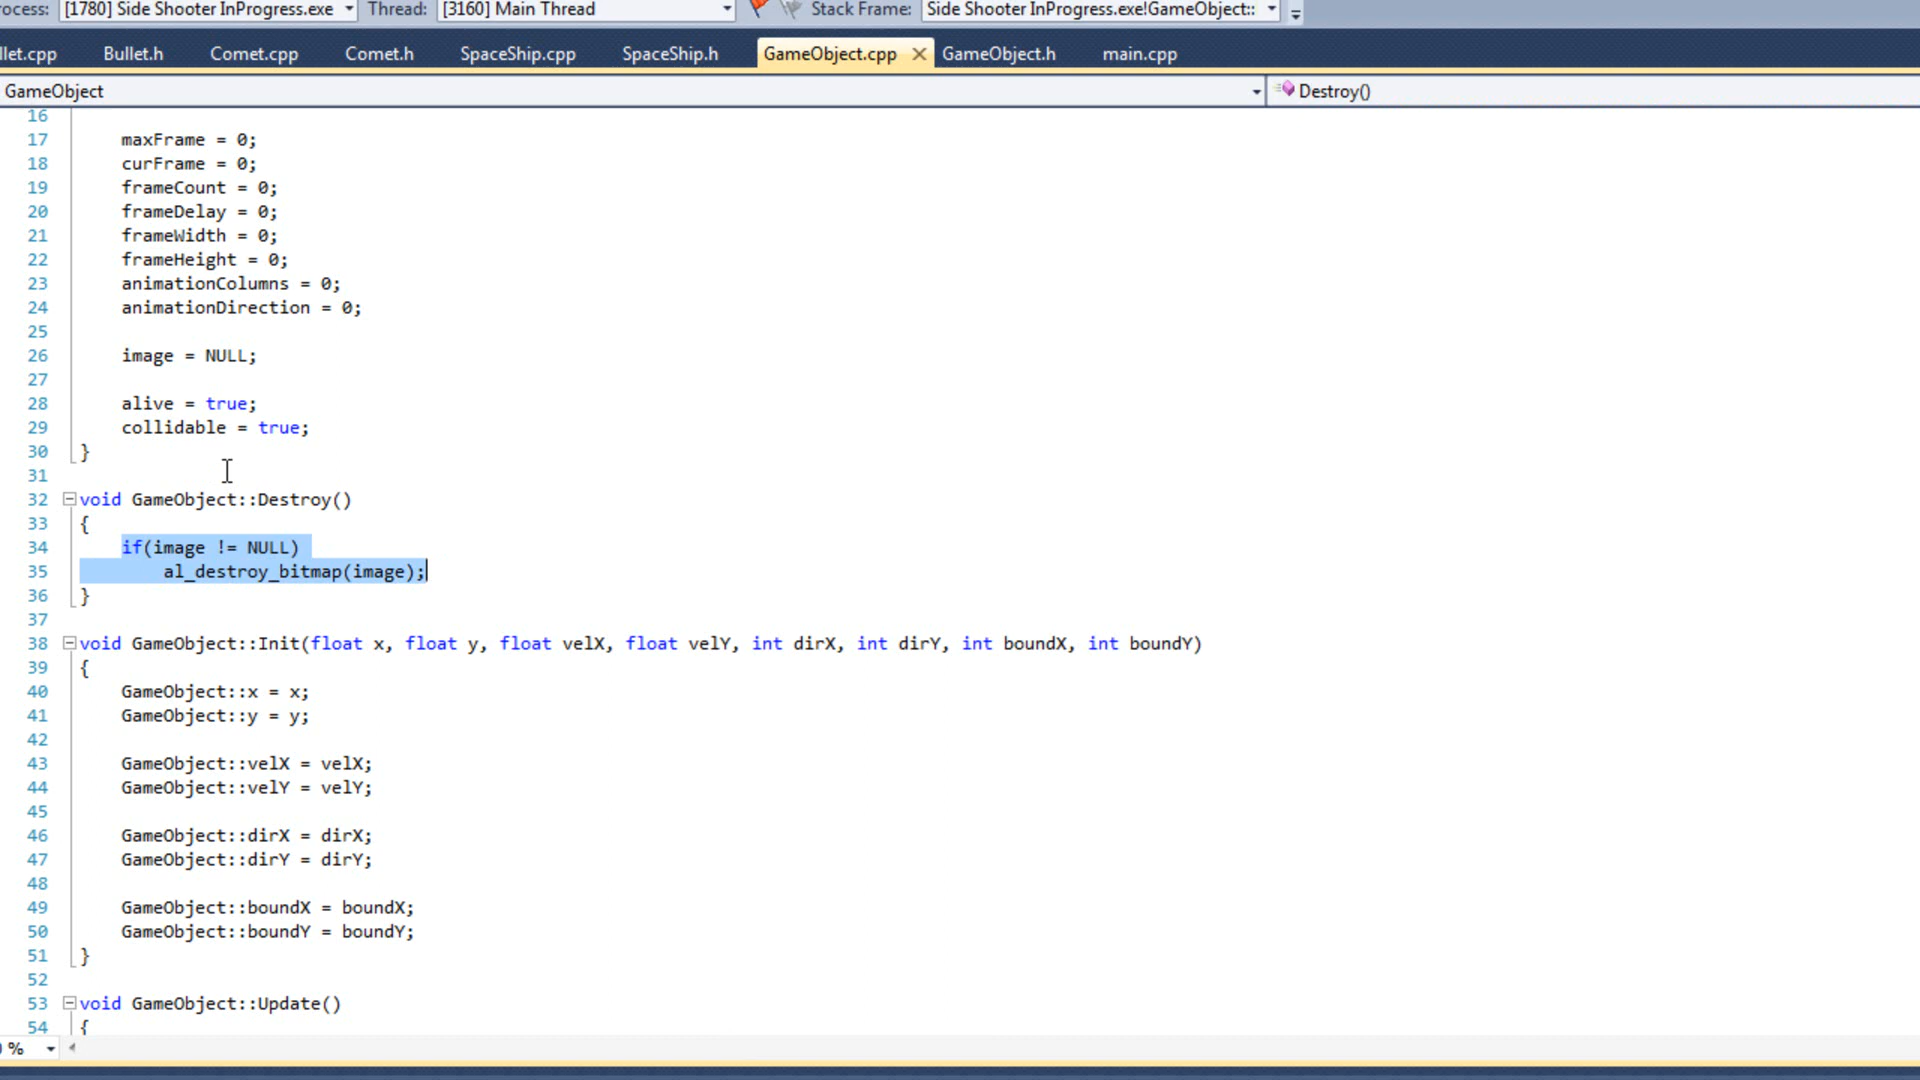 rocess: [1780] Side Shooter InProgress.exe Thread: [3160] Main Thread Stack Frame: Side Shooter InProgress.exe!GameObject::
llet.cpp Bullet.h Comet.cpp Comet.h SpaceShip.cpp SpaceShip.h GameObject.cpp GameObject.h main.cpp
GameObject Destroy()
16
17 maxFrame = 0;
18 curFrame = 0;
19 frameCount = 0;
20 frameDelay = 0;
21 frameWidth = 0;
22 frameHeight = 0;
23 animationColumns = 0;
24 animationDirection = 0;
25
26 image = NULL;
27
28 alive = true;
29 collidable = true;
30 }
31
32 void GameObject::Destroy()
33 {
34 if(image != NULL)
35 al_destroy_bitmap(image);
36 }
37
38 void GameObject::Init(float x, float y, float velX, float velY, int dirX, int dirY, int boundX, int boundY)
39 {
40 GameObject::x = x;
41 GameObject::y = y;
42
43 GameObject::velX = velX;
44 GameObject::velY = velY;
45
46 GameObject::dirX = dirX;
47 GameObject::dirY = dirY;
48
49 GameObject::boundX = boundX;
50 GameObject::boundY = boundY;
51 }
52
53 void GameObject::Update()
54 {
%